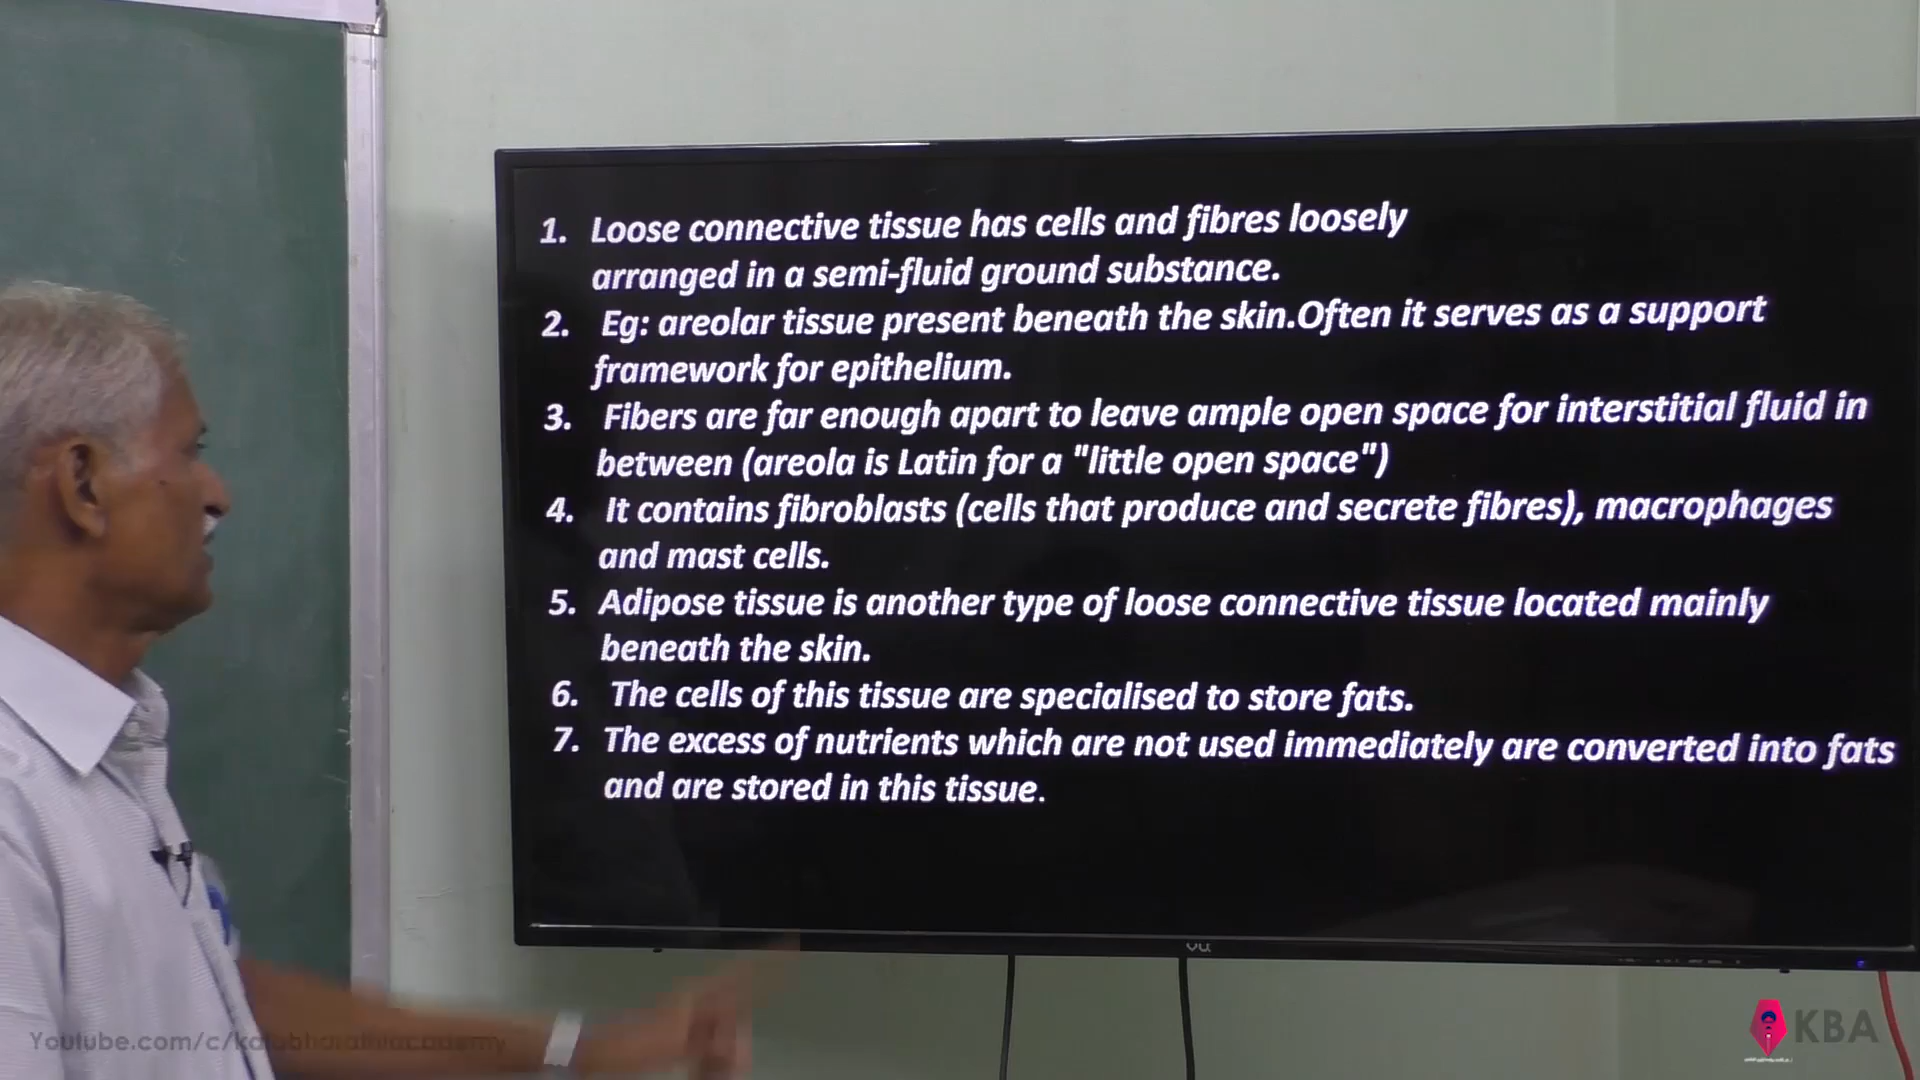 1. Loose connective tissue has cells and fibres loosely
arranged in a semi-fluid ground substance.
2. Eg: areolar tissue present beneath the skin.Often it serves as a support
framework for epithelium.
3. Fibers are far enough apart to leave ample open space for interstitial fluid in
between (areola is Latin for a "little open space")
4. It contains fibroblasts (cells that produce and secrete fibres), macrophages
and mast cells.
5. Adipose tissue is another type of loose connective tissue located mainly
beneath the skin.
6. The cells of this tissue are specialised to store fats.
7. The excess of nutrients which are not used immediately are converted into fats
and are stored in this tissue.
Vu
Youtube.com/c/kalabharathiacademy
KBA